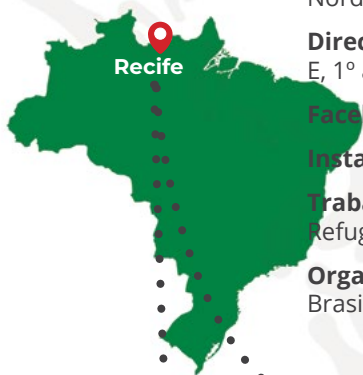 Nord
Direc
E, 1º
Recife
Face
Insta
Traba
Refug
Orga
Brasi